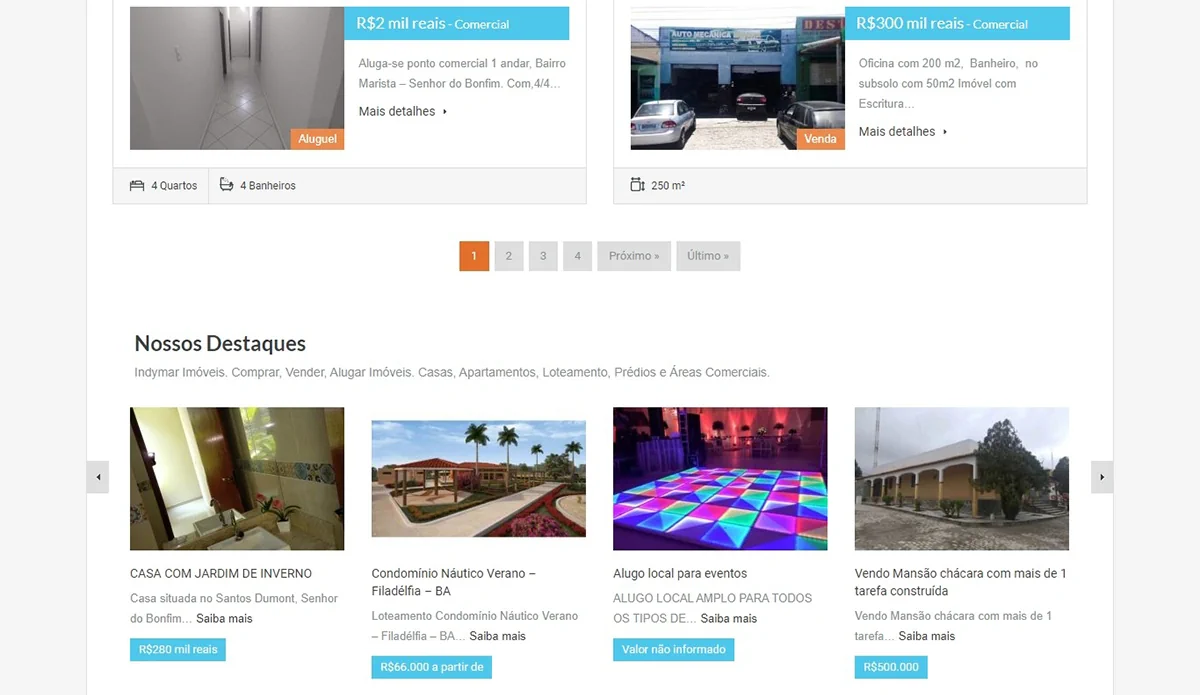 R$2 mil reais - Comercial
Aluga-se ponto comercial 1 andar, Bairro
Marista – Senhor do Bonfim. Com,4/4...
Mais detalhes
Aluguel
4 Quartos
4 Banheiros
R$300 mil reais - Comercial
AUTO MECÂNICA
DEST
Oficina com 200 m2, Banheiro, no
subsolo com 50m2 Imóvel com
Escritura...
Mais detalhes
Venda
250 m²
1 2 3 4 Próximo » Último »
Nossos Destaques
Indymar Imóveis. Comprar, Vender, Alugar Imóveis. Casas, Apartamentos, Loteamento, Prédios e Áreas Comerciais.
CASA COM JARDIM DE INVERNO
Casa situada no Santos Dumont, Senhor
do Bonfim... Saiba mais
R$280 mil reais
Condomínio Náutico Verano –
Filadélfia – BA
Loteamento Condomínio Náutico Verano
– Filadélfia – BA... Saiba mais
R$66.000 a partir de
Alugo local para eventos
ALUGO LOCAL AMPLO PARA TODOS
OS TIPOS DE... Saiba mais
Valor não informado
Vendo Mansão chácara com mais de 1
tarefa construída
Vendo Mansão chácara com mais de 1
tarefa... Saiba mais
R$500.000